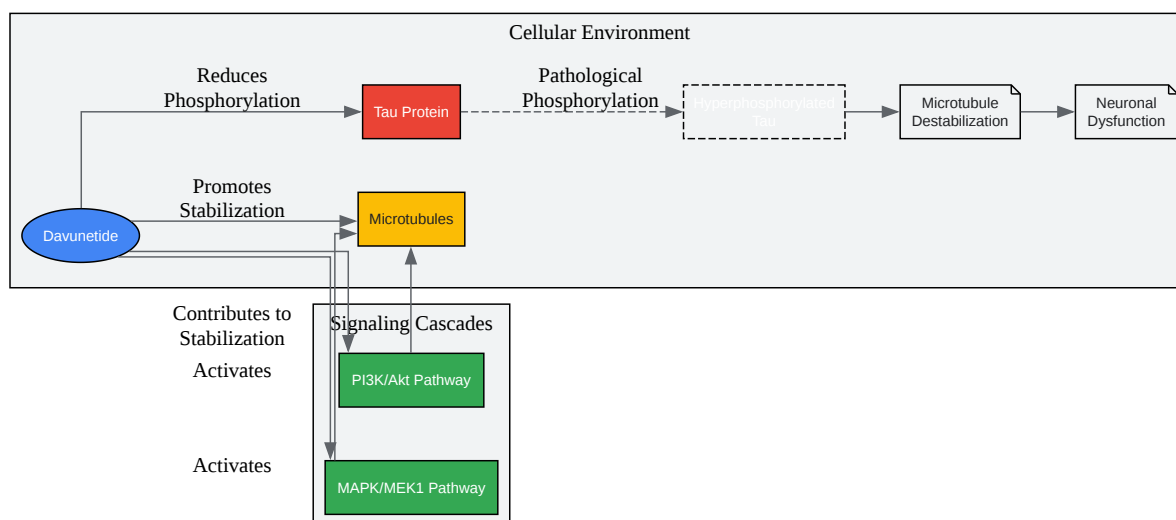 Cellular Environment
Reduces
Phosphorylation
Pathological
Phosphorylation
Tau Protein
Hyperphosphorylated
Tau
Microtubule
Destabilization
Neuronal
Dysfunction
Promotes
Stabilization
Microtubules
Davunetide
Contributes to
Stabilization
Signaling Cascades
Activates
PI3K/Akt Pathway
Activates
MAPK/MEK1 Pathway